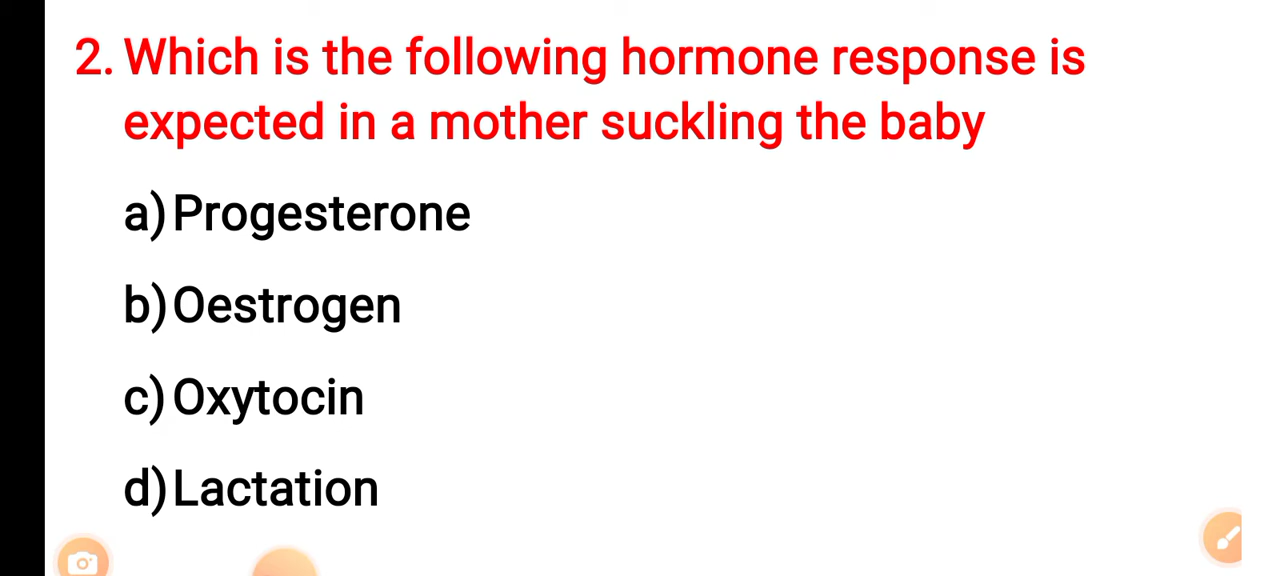 2. Which is the following hormone response is
expected in a mother suckling the baby
a) Progesterone
b) Oestrogen
c) Oxytocin
d) Lactation